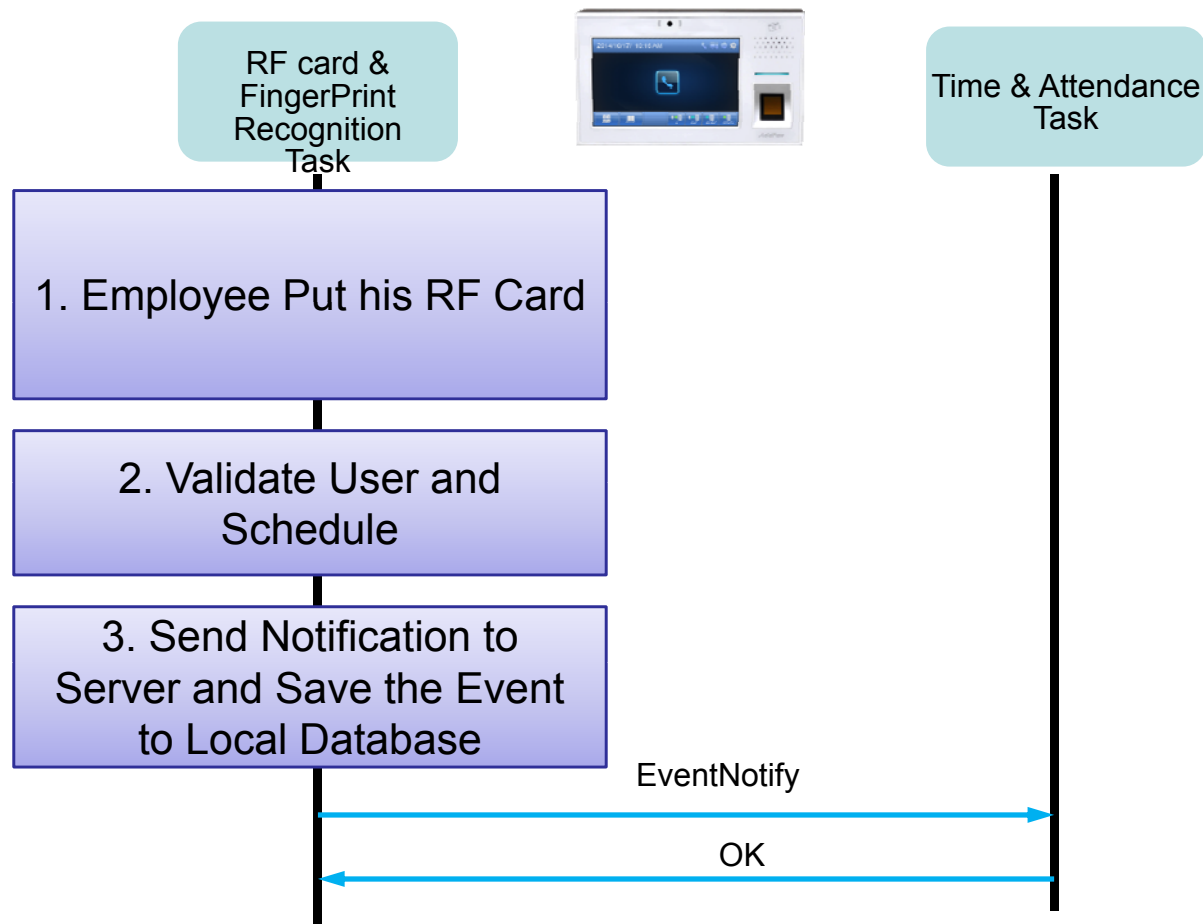 RF card &
FingerPrint
Recognition
Task
Time & Attendance
Task
1. Employee Put his RF Card
2. Validate User and
Schedule
3. Send Notification to
Server and Save the Event
to Local Database
EventNotify
OK